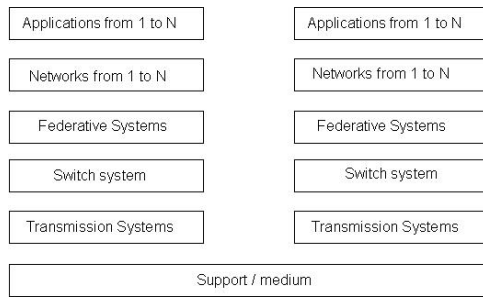 Applications from 1 to N
Applications from 1 to N
Networks from 1 to N
Networks from 1 to N
Federative Systems
Federative Systems
Switch system
Switch system
Transmission Systems
Transmission Systems
Support / medium